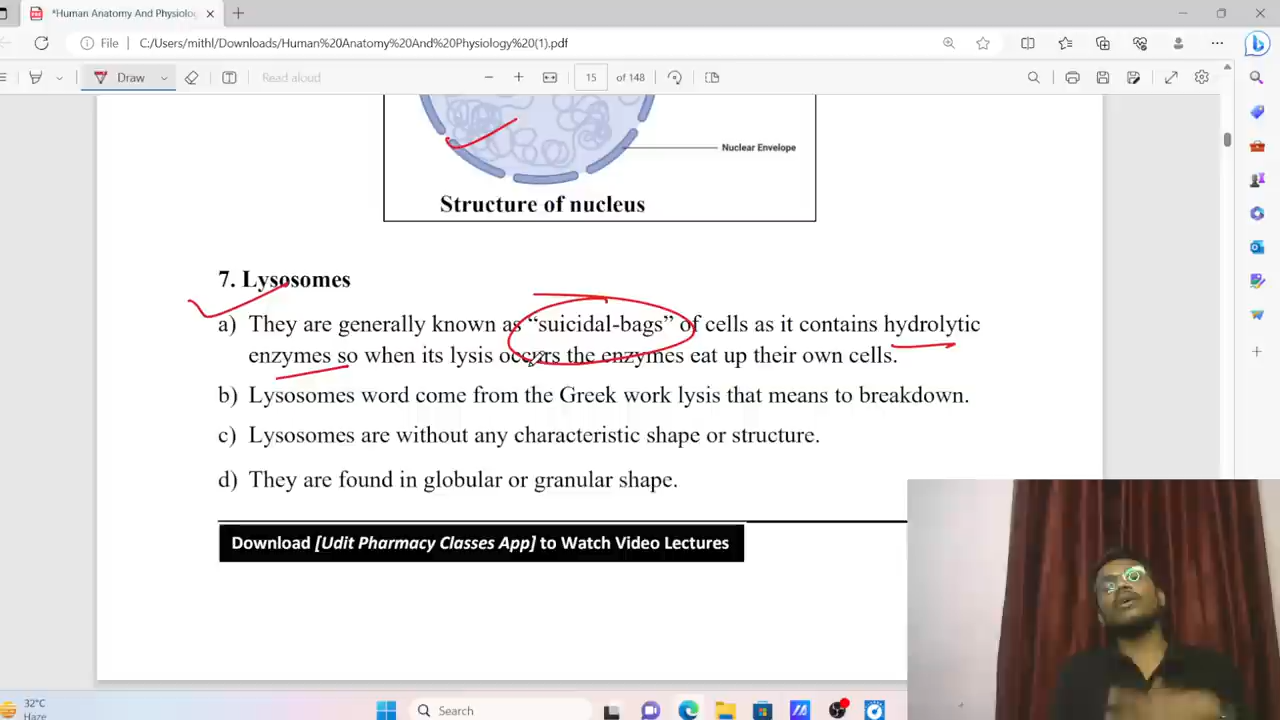 *Human Anatomy And Physiolog
File
C:/Users/mithl/Downloads/Human%20Anatomy%20And%20Physiology%20(1).pdf
Draw
Read aloud
15
of 148
Nuclear Envelope
Structure of nucleus
7. Lysosomes
a) They are generally known as “suicidal-bags” of cells as it contains hydrolytic
enzymes so when its lysis occurs the enzymes eat up their own cells.
b) Lysosomes word come from the Greek work lysis that means to breakdown.
c) Lysosomes are without any characteristic shape or structure.
d) They are found in globular or granular shape.
Download [Udit Pharmacy Classes App] to Watch Video Lectures
32°C
Haze
Search